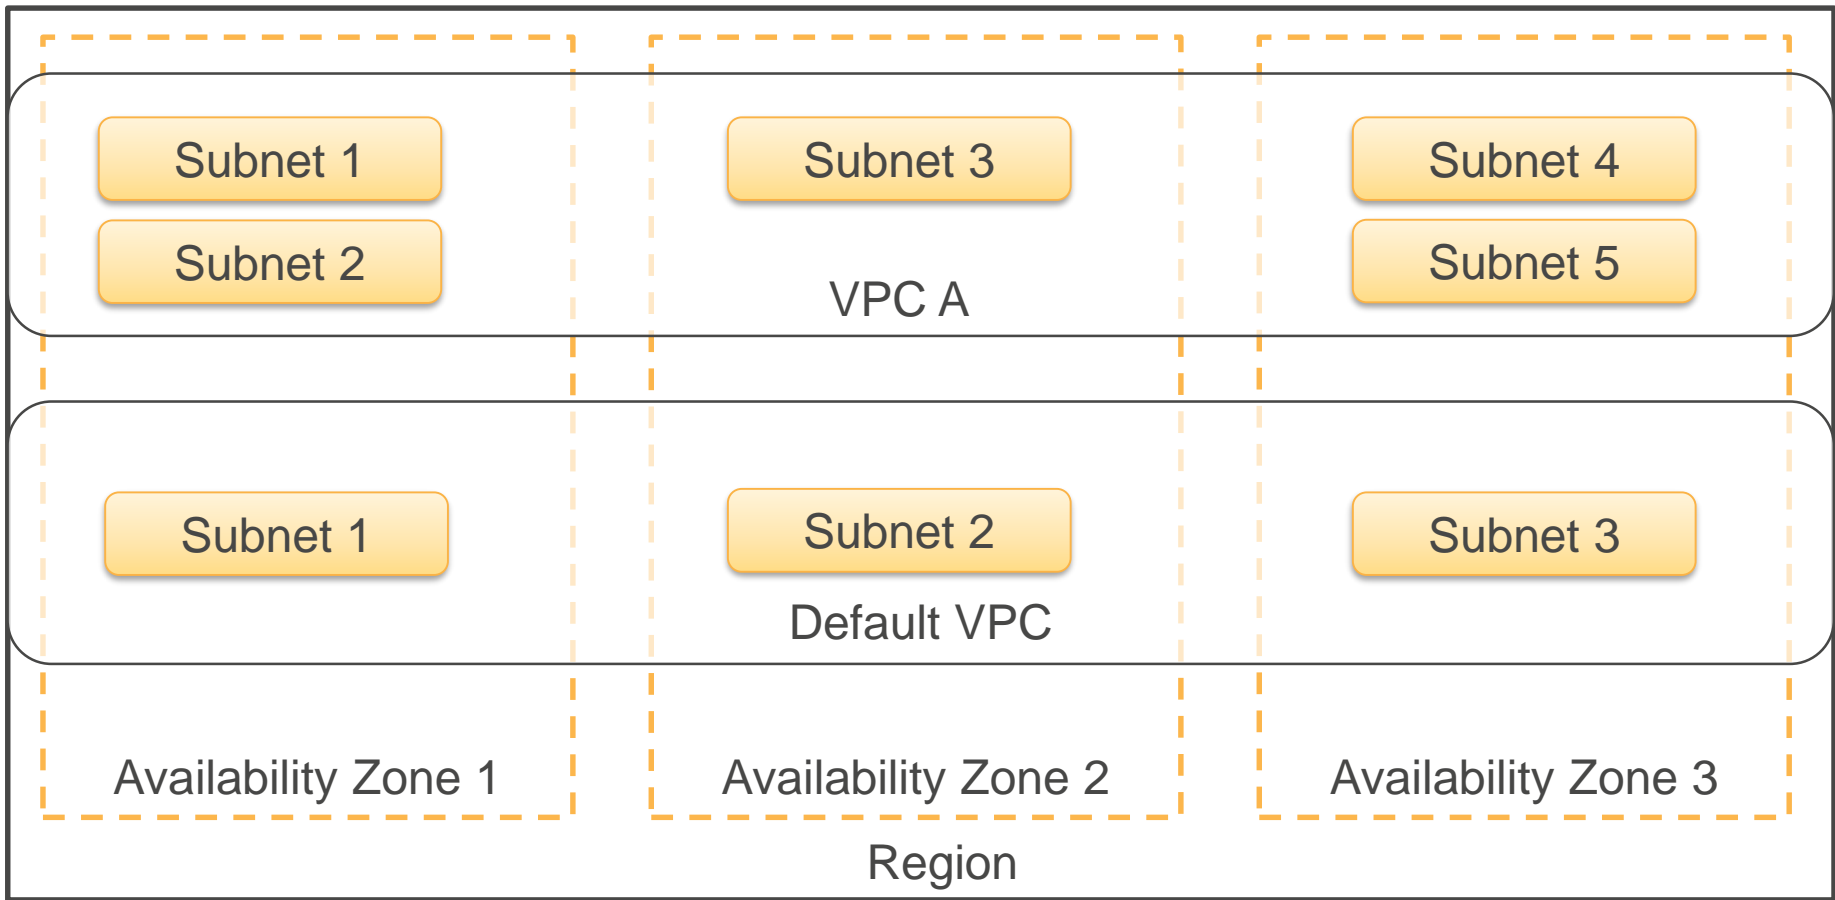 Subnet 1
Subnet 3
Subnet 4
Subnet 2
Subnet 5
VPC A
Subnet 1
Subnet 2
Subnet 3
Default VPC
Availability Zone 1
Availability Zone 2
Availability Zone 3
Region